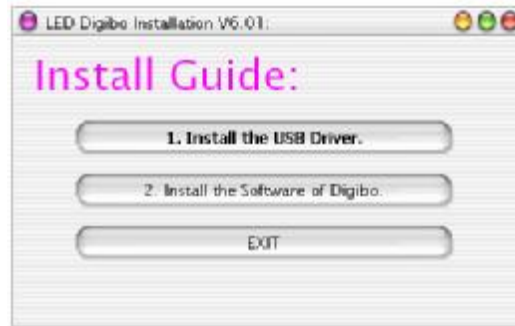 LED Digibo Installation V6.01:
Install Guide:
1. Install the USB Driver.
2. Install the Software of Digibo.
EXIT